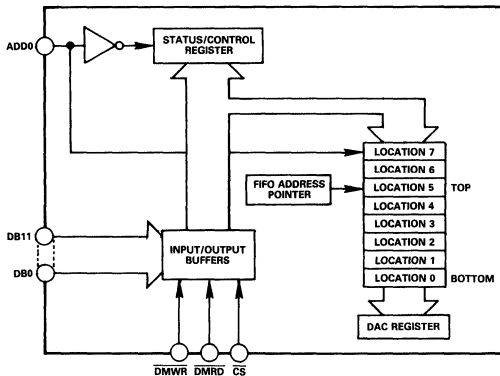 ADD0
STATUS/CONTROL
REGISTER
LOCATION 7
LOCATION 6
FIFO ADDRESS
POINTER
LOCATION 5
TOP
LOCATION 4
LOCATION 3
LOCATION 2
LOCATION 1
LOCATION 0
BOTTOM
DB11
DB0
INPUT/OUTPUT
BUFFERS
DAC REGISTER
DMWR
DMRD
CS